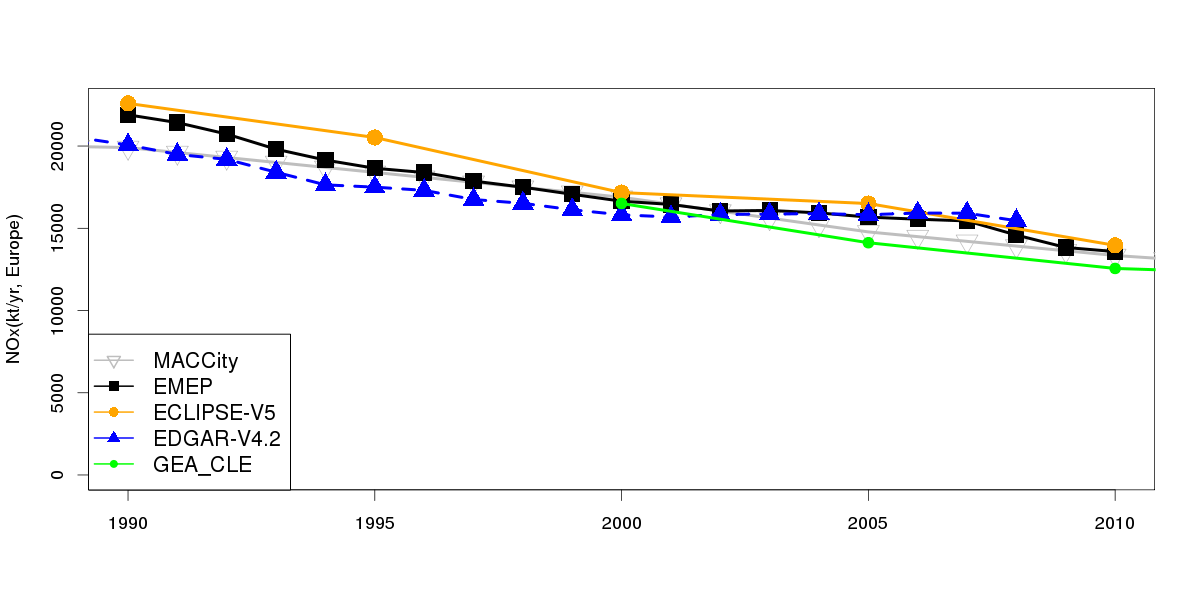 NOx(kt/yr, Europe)
20000
15000
10000
5000
0
MACCity
EMEP
ECLIPSE-V5
EDGAR-V4.2
GEA_CLE
1990 1995 2000 2005 2010